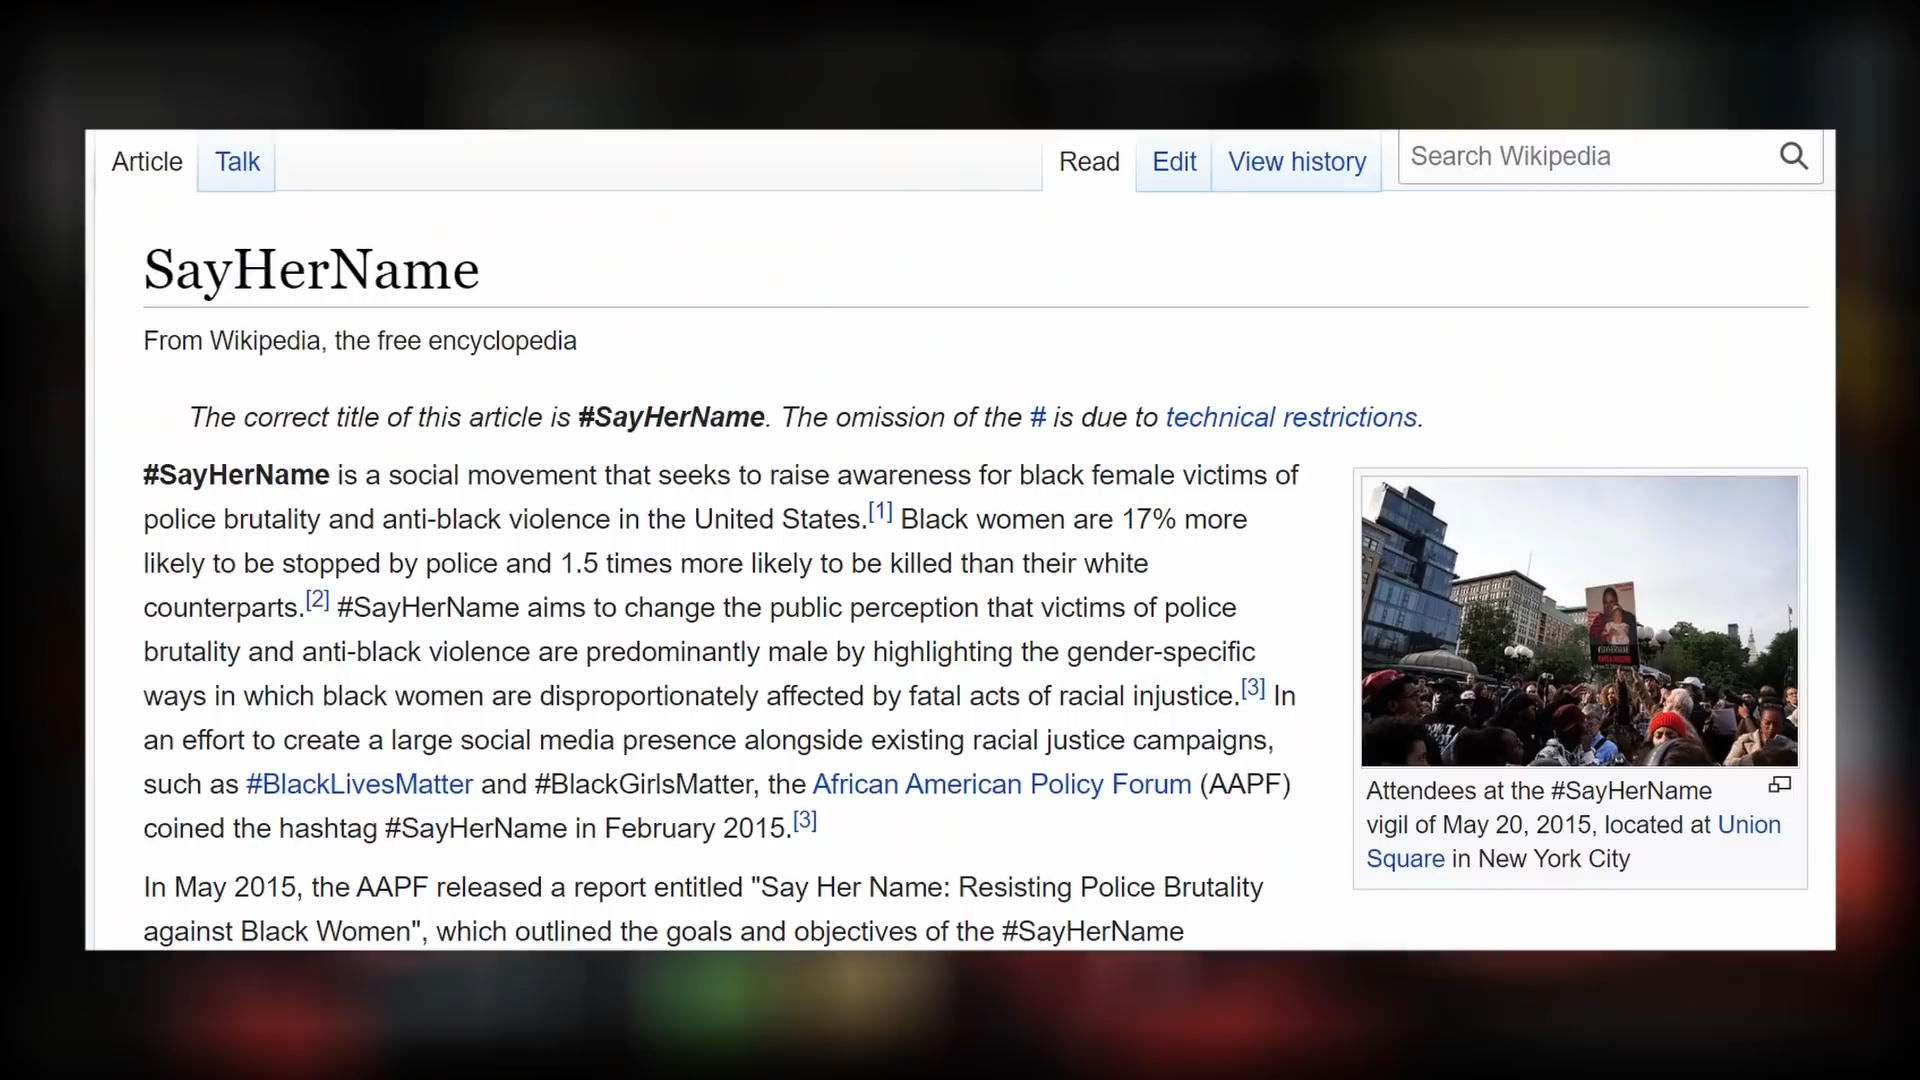 Article Talk Read Edit View history Search Wikipedia
SayHerName
From Wikipedia, the free encyclopedia
The correct title of this article is #SayHerName. The omission of the # is due to technical restrictions.
#SayHerName is a social movement that seeks to raise awareness for black female victims of
police brutality and anti-black violence in the United States.[1] Black women are 17% more
likely to be stopped by police and 1.5 times more likely to be killed than their white
counterparts.[2] #SayHerName aims to change the public perception that victims of police
brutality and anti-black violence are predominantly male by highlighting the gender-specific
ways in which black women are disproportionately affected by fatal acts of racial injustice.[3] In
an effort to create a large social media presence alongside existing racial justice campaigns,
such as #BlackLivesMatter and #BlackGirlsMatter, the African American Policy Forum (AAPF)
coined the hashtag #SayHerName in February 2015.[3]
In May 2015, the AAPF released a report entitled "Say Her Name: Resisting Police Brutality
against Black Women", which outlined the goals and objectives of the #SayHerName
Attendees at the #SayHerName
vigil of May 20, 2015, located at Union
Square in New York City